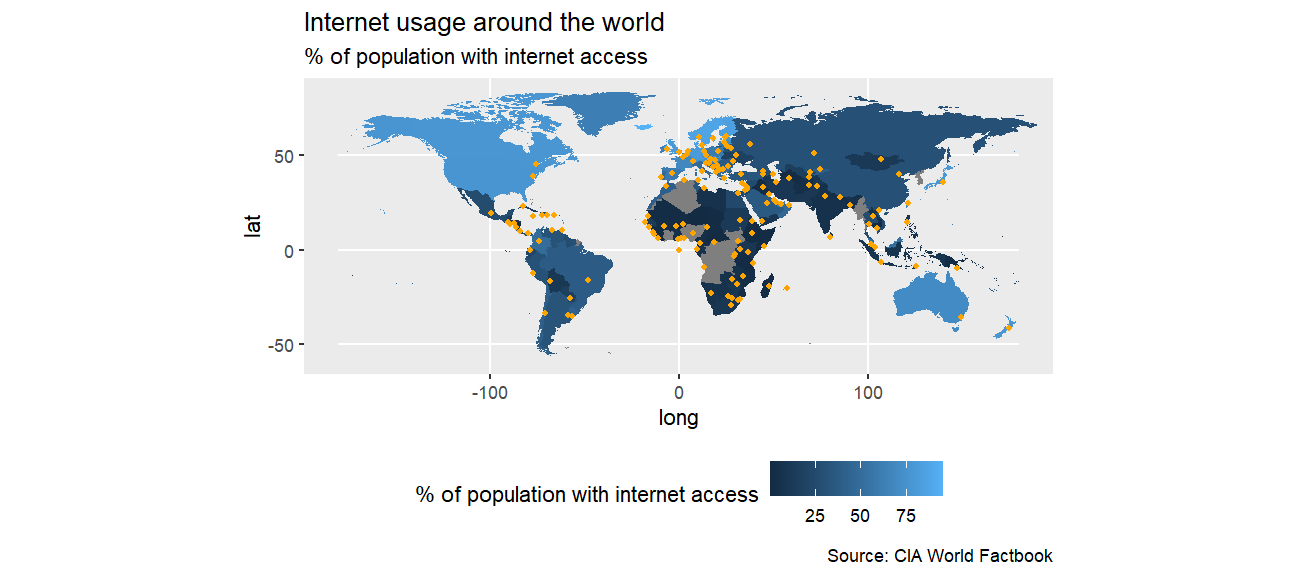 Internet usage around the world
% of population with internet access
50
0
-50
lat
-100 0 100
long
% of population with internet access
25 50 75
Source: CIA World Factbook